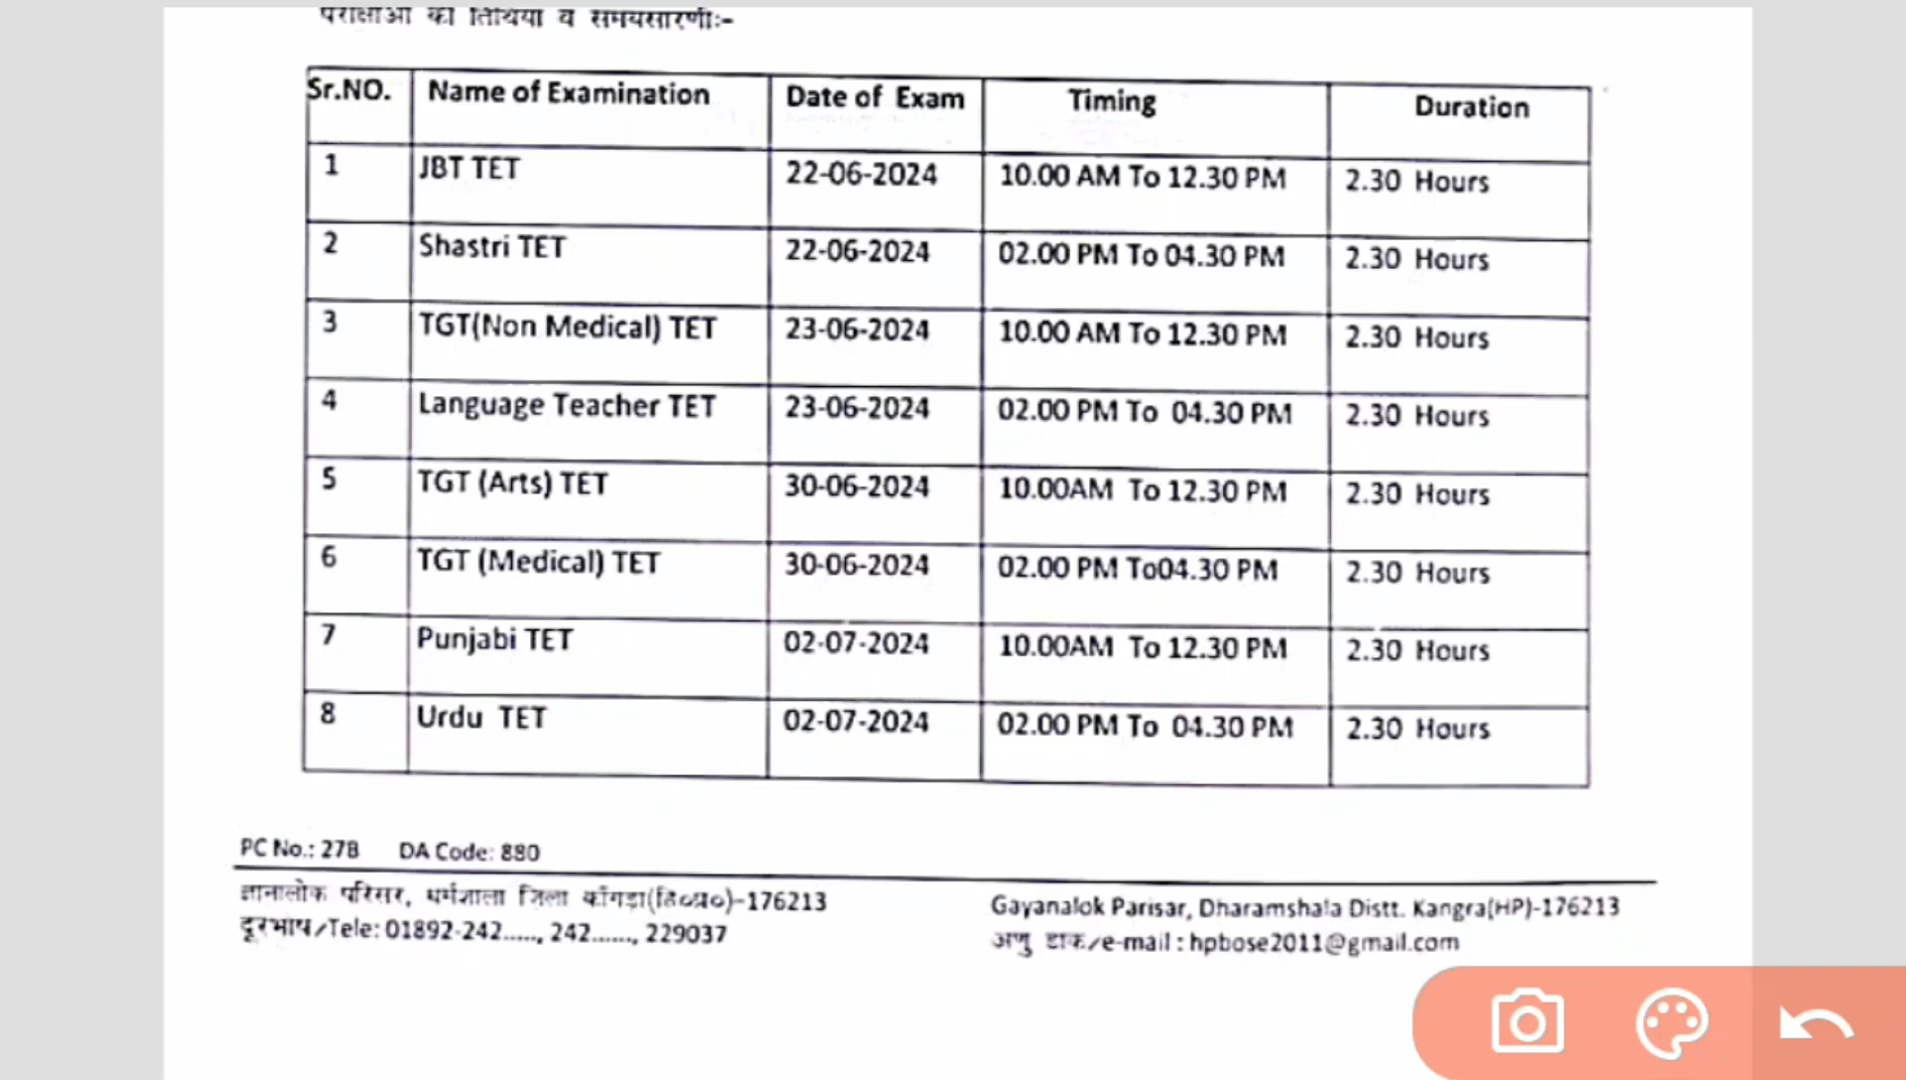 परीक्षाओं की तिथियां व समयसारणीः-
Sr.NO. Name of Examination Date of Exam Timing Duration
1 JBT TET 22-06-2024 10.00 AM To 12.30 PM 2.30 Hours
2 Shastri TET 22-06-2024 02.00 PM To 04.30 PM 2.30 Hours
3 TGT(Non Medical) TET 23-06-2024 10.00 AM To 12.30 PM 2.30 Hours
4 Language Teacher TET 23-06-2024 02.00 PM To 04.30 PM 2.30 Hours
5 TGT (Arts) TET 30-06-2024 10.00AM To 12.30 PM 2.30 Hours
6 TGT (Medical) TET 30-06-2024 02.00 PM To04.30 PM 2.30 Hours
7 Punjabi TET 02-07-2024 10.00AM To 12.30 PM 2.30 Hours
8 Urdu TET 02-07-2024 02.00 PM To 04.30 PM 2.30 Hours
PC No.: 27B DA Code: 880
ज्ञानालोक परिसर, धर्मशाला जिला काँगड़ा(हि०प्र०)-176213
दूरभाष/Tele: 01892-242....., 242......, 229037
Gayanalok Parisar, Dharamshala Distt. Kangra(HP)-176213
अणु डाक/e-mail : hpbose2011@gmail.com